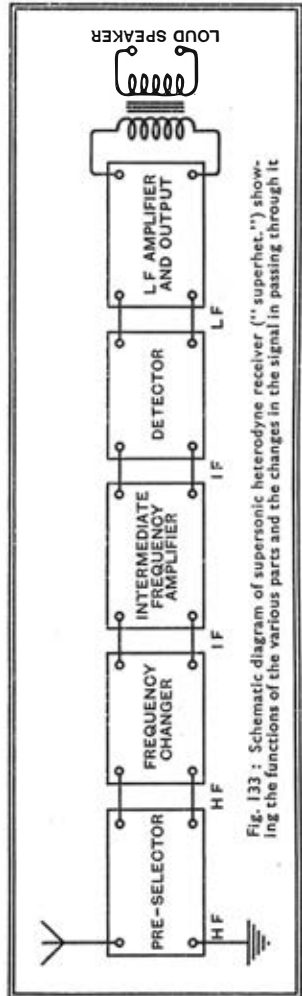 PRE-SELECTOR
FREQUENCY
CHANGER
INTERMEDIATE
FREQUENCY
AMPLIFIER
DETECTOR
LF AMPLIFIER
AND OUTPUT
LOUD SPEAKER
HF
HF
IF
IF
LF
Fig. 133 : Schematic diagram of supersonic heterodyne receiver ("superhet.") show-
ing the functions of the various parts and the changes in the signal in passing through it